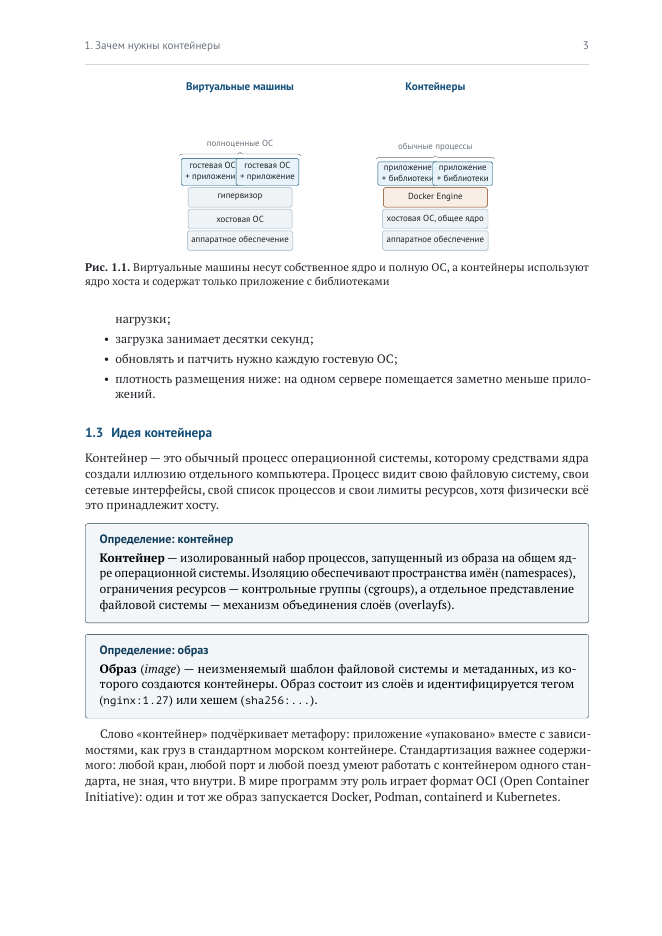 1. Зачем нужны контейнеры 3
Виртуальные машины Контейнеры
полноценные ОС обычные процессы
гостевая ОС гостевая ОС приложение приложение
+ приложени + приложение + библиотеки + библиотеки
гипервизор Docker Engine
хостовая ОС хостовая ОС, общее ядро
аппаратное обеспечение аппаратное обеспечение
Рис. 1.1. Виртуальные машины несут собственное ядро и полную ОС, а контейнеры используют
ядро хоста и содержат только приложение с библиотеками
нагрузки;
• загрузка занимает десятки секунд;
• обновлять и патчить нужно каждую гостевую ОС;
• плотность размещения ниже: на одном сервере помещается заметно меньше прило-
жений.
1.3 Идея контейнера
Контейнер — это обычный процесс операционной системы, которому средствами ядра
создали иллюзию отдельного компьютера. Процесс видит свою файловую систему, свои
сетевые интерфейсы, свой список процессов и свои лимиты ресурсов, хотя физически всё
это принадлежит хосту.
Определение: контейнер
Контейнер — изолированный набор процессов, запущенный из образа на общем яд-
ре операционной системы. Изоляцию обеспечивают пространства имён (namespaces),
ограничения ресурсов — контрольные группы (cgroups), а отдельное представление
файловой системы — механизм объединения слоёв (overlayfs).
Определение: образ
Образ (image) — неизменяемый шаблон файловой системы и метаданных, из ко-
торого создаются контейнеры. Образ состоит из слоёв и идентифицируется тегом
(nginx:1.27) или хешем (sha256:...).
Слово «контейнер» подчёркивает метафору: приложение «упаковано» вместе с зависи-
мостями, как груз в стандартном морском контейнере. Стандартизация важнее содержи-
мого: любой кран, любой порт и любой поезд умеют работать с контейнером одного стан-
дарта, не зная, что внутри. В мире программ эту роль играет формат OCI (Open Container
Initiative): один и тот же образ запускается Docker, Podman, containerd и Kubernetes.